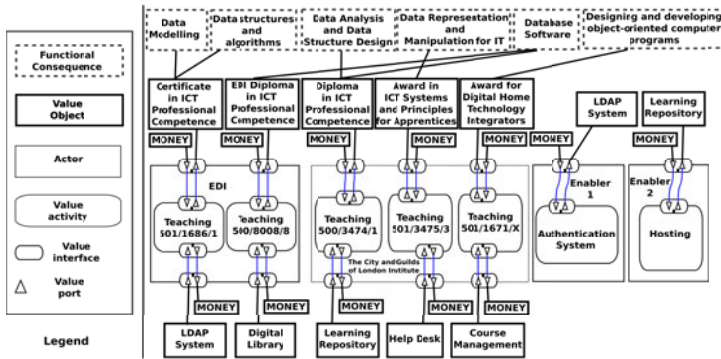 Functional
Consequence
Value
Object
Actor
Value
activity
Value
interface
Value
port
Legend
Data
Modelling
Data structures
and
algorithms
Data Analysis
and Data
Structure Design
Data Representation
and
Manipulation for IT
Database
Software
Designing and developing
object-oriented computer
programs
Certificate
in ICT
Professional
Competence
EDI Diploma
in ICT
Professional
Competence
Diploma
in ICT
Professional
Competence
Award in
ICT Systems
and Principles
for Apprentices
Award for
Digital Home
Technology
Integrators
LDAP
System
Learning
Repository
MONEY
MONEY
MONEY
MONEY
MONEY
MONEY
MONEY
EDI
Teaching
501/1686/1
Teaching
500/8008/8
Teaching
500/3474/1
Teaching
501/3475/3
Teaching
501/1671/X
The City and Guilds
of London Institute
Enabler
1
Authentication
System
Enabler
2
Hosting
MONEY
MONEY
MONEY
MONEY
MONEY
LDAP
System
Digital
Library
Learning
Repository
Help Desk
Course
Management